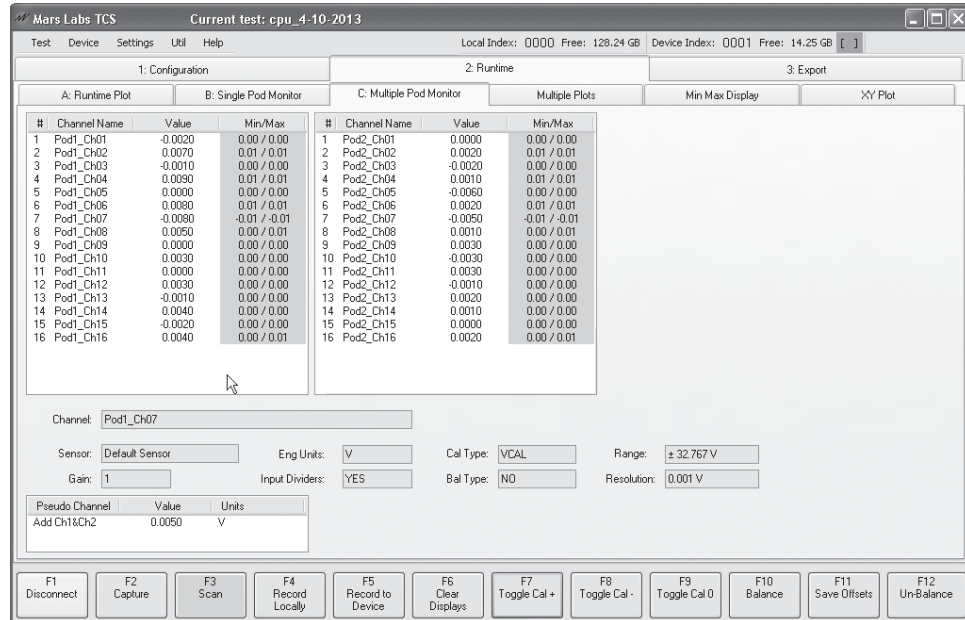 Mars Labs TCS Current test: cpu_4-10-2013
Test Device Settings Util Help Local Index: 0000 Free: 128.24 GB Device Index: 0001 Free: 14.25 GB [ ]
1: Configuration 2: Runtime 3: Export
A: Runtime Plot B: Single Pod Monitor C: Multiple Pod Monitor Multiple Plots Min Max Display XY Plot
# Channel Name Value Min/Max # Channel Name Value Min/Max
1 Pod1_Ch01 -0.0020 0.00 / 0.00 1 Pod2_Ch01 0.0000 0.00 / 0.00
2 Pod1_Ch02 0.0070 0.01 / 0.01 2 Pod2_Ch02 0.0020 0.01 / 0.01
3 Pod1_Ch03 -0.0010 0.00 / 0.00 3 Pod2_Ch03 -0.0020 0.00 / 0.00
4 Pod1_Ch04 0.0090 0.01 / 0.01 4 Pod2_Ch04 0.0010 0.01 / 0.01
5 Pod1_Ch05 0.0000 0.00 / 0.00 5 Pod2_Ch05 -0.0060 0.00 / 0.00
6 Pod1_Ch06 0.0080 0.01 / 0.01 6 Pod2_Ch06 0.0020 0.01 / 0.01
7 Pod1_Ch07 -0.0080 -0.01 / -0.01 7 Pod2_Ch07 -0.0050 -0.01 / -0.01
8 Pod1_Ch08 0.0050 0.00 / 0.01 8 Pod2_Ch08 0.0010 0.00 / 0.01
9 Pod1_Ch09 0.0000 0.00 / 0.00 9 Pod2_Ch09 0.0030 0.00 / 0.00
10 Pod1_Ch10 0.0030 0.00 / 0.00 10 Pod2_Ch10 -0.0030 0.00 / 0.00
11 Pod1_Ch11 0.0000 0.00 / 0.00 11 Pod2_Ch11 0.0030 0.00 / 0.00
12 Pod1_Ch12 0.0030 0.00 / 0.00 12 Pod2_Ch12 -0.0010 0.00 / 0.00
13 Pod1_Ch13 -0.0010 0.00 / 0.00 13 Pod2_Ch13 0.0020 0.00 / 0.00
14 Pod1_Ch14 0.0040 0.00 / 0.00 14 Pod2_Ch14 0.0010 0.00 / 0.00
15 Pod1_Ch15 -0.0020 0.00 / 0.00 15 Pod2_Ch15 0.0000 0.00 / 0.00
16 Pod1_Ch16 0.0040 0.00 / 0.01 16 Pod2_Ch16 0.0020 0.00 / 0.01
Channel: Pod1_Ch07
Sensor: Default Sensor Eng Units: V Cal Type: VCAL Range: ± 32.767 V
Gain: 1 Input Dividers: YES Bal Type: NO Resolution: 0.001 V
Pseudo Channel Value Units
Add Ch1&Ch2 0.0050 V
F1 F2 F3 F4 F5 F6 F7 F8 F9 F10 F11 F12
Disconnect Capture Scan Record Record to Clear Toggle Cal + Toggle Cal - Toggle Cal 0 Balance Save Offsets Un-Balance
Locally Device Displays